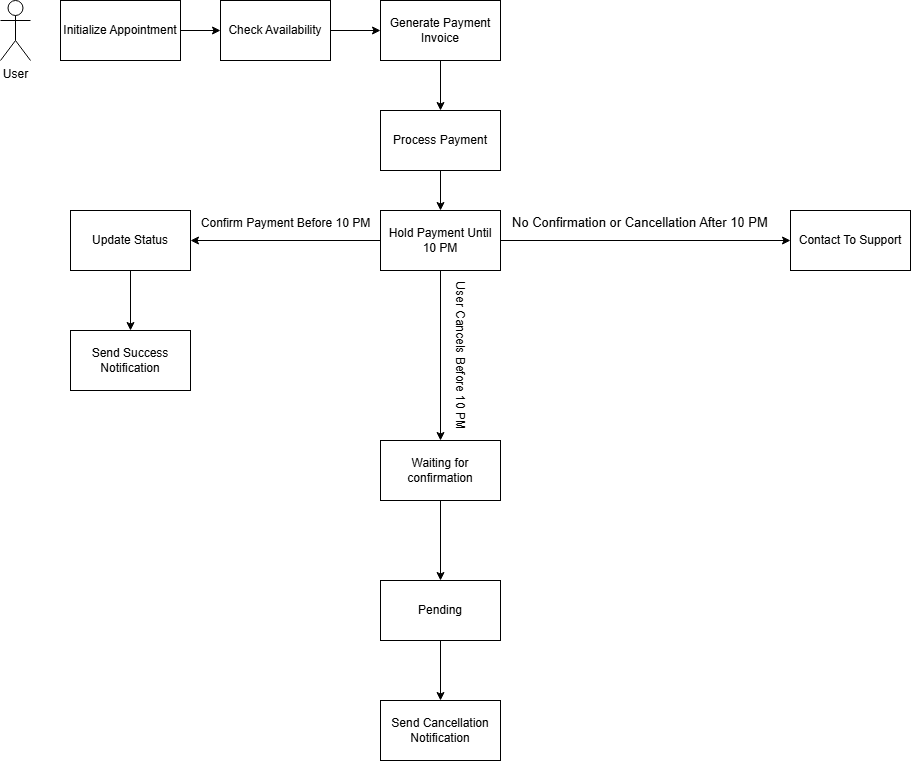 User
Initialize Appointment
Check Availability
Generate Payment
Invoice
Process Payment
Update Status
Confirm Payment Before 10 PM
Hold Payment Until
10 PM
No Confirmation or Cancellation After 10 PM
Contact To Support
Send Success
Notification
User Cancels Before 10 PM
Waiting for
confirmation
Pending
Send Cancellation
Notification